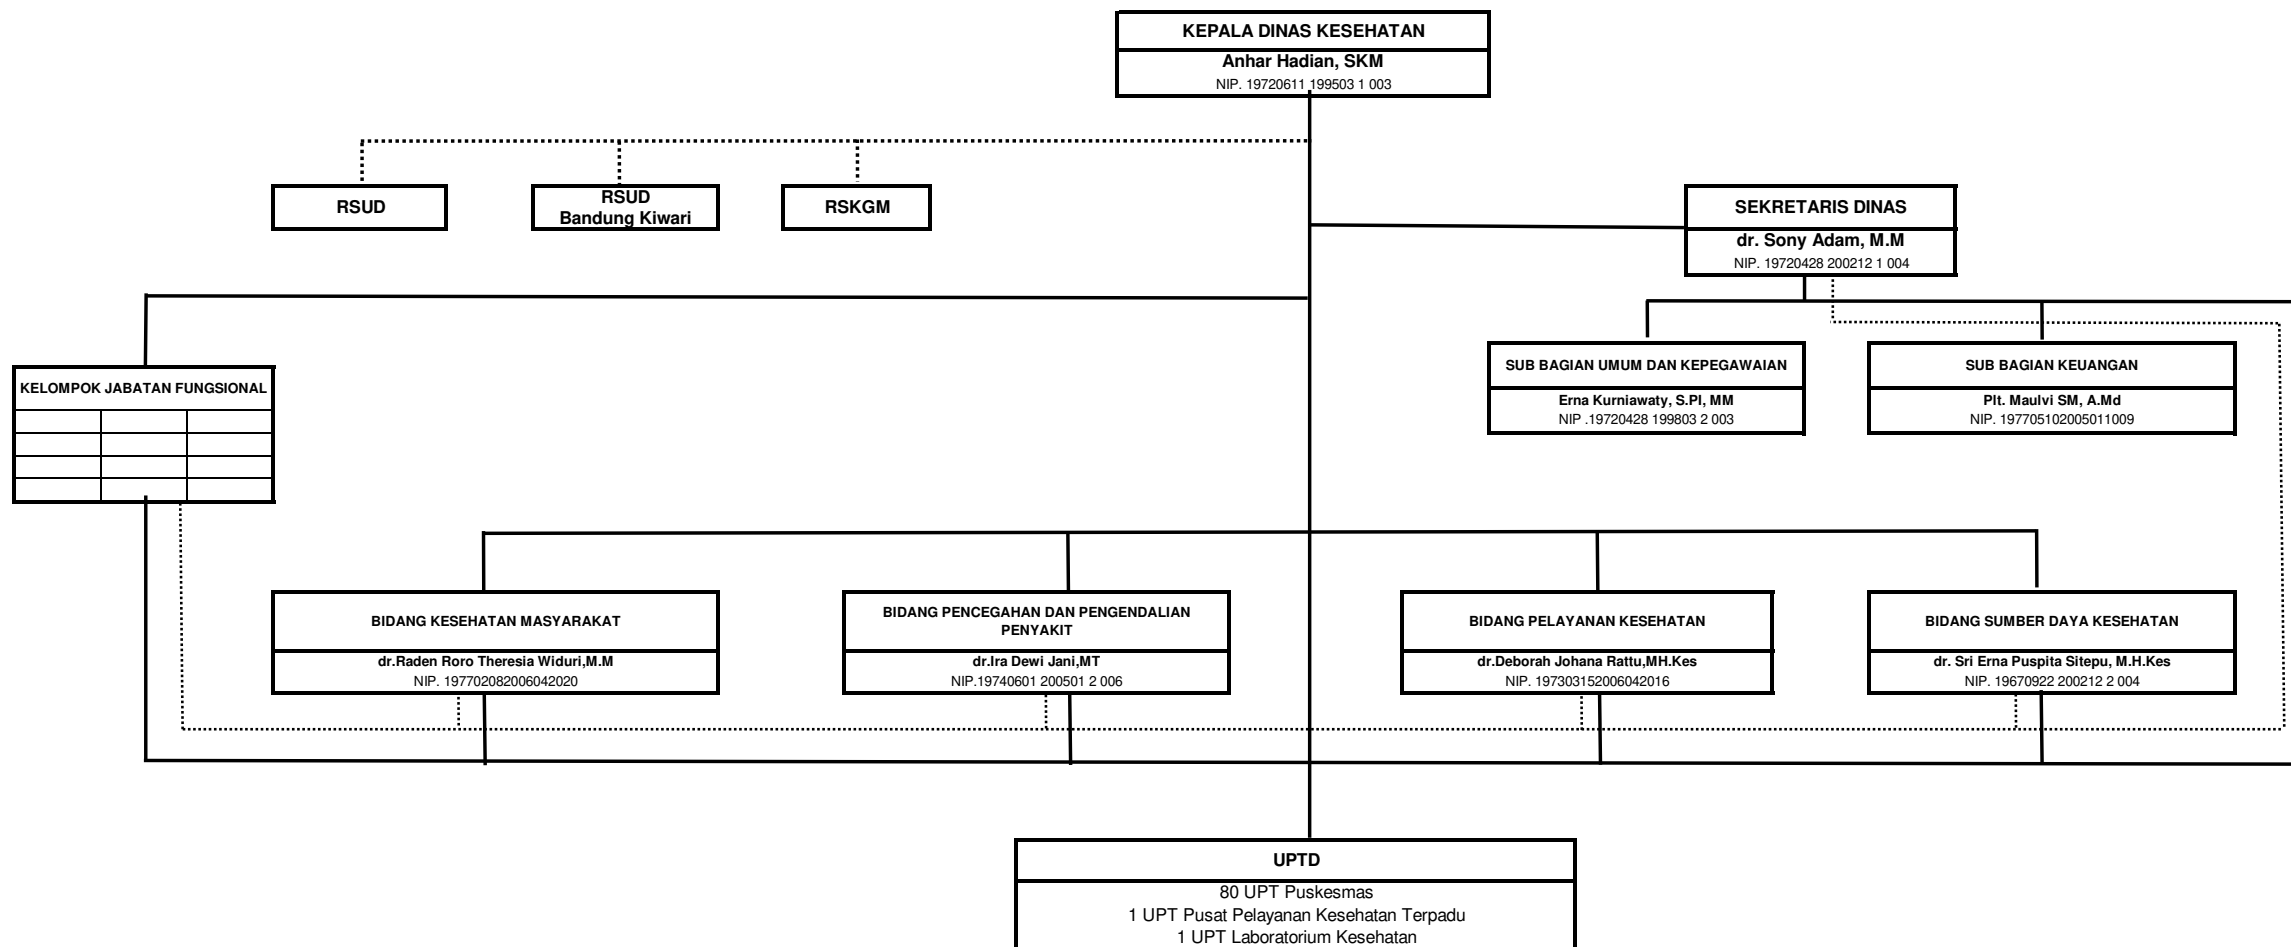 KEPALA DINAS KESEHATAN
Anhar Hadian, SKM
NIP. 19720611 199503 1 003
RSUD
RSUD
Bandung Kiwari
RSKGM
SEKRETARIS DINAS
dr. Sony Adam, M.M
NIP. 19720428 200212 1 004
KELOMPOK JABATAN FUNGSIONAL
SUB BAGIAN UMUM DAN KEPEGAWAIAN
Erna Kurniawaty, S.PI, MM
NIP .19720428 199803 2 003
SUB BAGIAN KEUANGAN
Plt. Maulvi SM, A.Md
NIP. 197705102005011009
BIDANG KESEHATAN MASYARAKAT
dr.Raden Roro Theresia Widuri,M.M
NIP. 197702082006042020
BIDANG PENCEGAHAN DAN PENGENDALIAN
PENYAKIT
dr.Ira Dewi Jani,MT
NIP.19740601 200501 2 006
BIDANG PELAYANAN KESEHATAN
dr.Deborah Johana Rattu,MH.Kes
NIP. 197303152006042016
BIDANG SUMBER DAYA KESEHATAN
dr. Sri Erna Puspita Sitepu, M.H.Kes
NIP. 19670922 200212 2 004
UPTD
80 UPT Puskesmas
1 UPT Pusat Pelayanan Kesehatan Terpadu
1 UPT Laboratorium Kesehatan